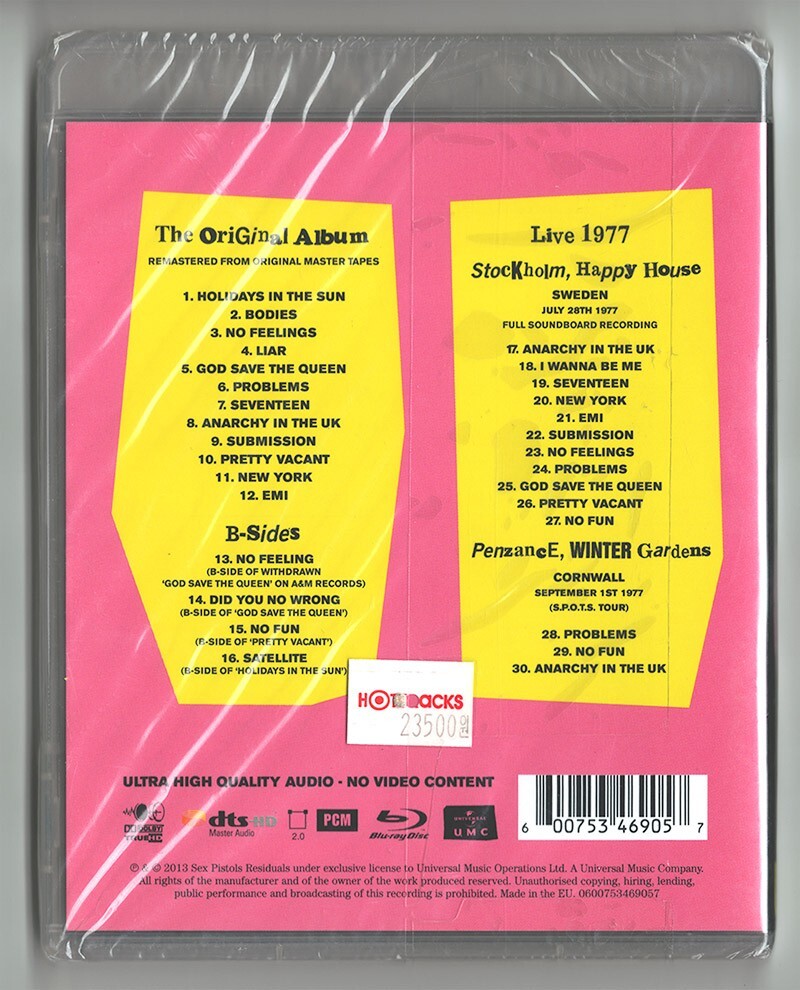 The OriGinal Album
REMASTERED FROM ORIGINAL MASTER TAPES
1. HOLIDAYS IN THE SUN
2. BODIES
3. NO FEELINGS
4. LIAR
5. GOD SAVE THE QUEEN
6. PROBLEMS
7. SEVENTEEN
8. ANARCHY IN THE UK
9. SUBMISSION
10. PRETTY VACANT
11. NEW YORK
12. EMI
B-Sides
13. NO FEELING
(B-SIDE OF WITHDRAWN
'GOD SAVE THE QUEEN' ON A&M RECORDS)
14. DID YOU NO WRONG
(B-SIDE OF 'GOD SAVE THE QUEEN')
15. NO FUN
(B-SIDE OF 'PRETTY VACANT')
16. SATELLITE
(B-SIDE OF 'HOLIDAYS IN THE SUN')
Live 1977
StocKholm, Happy House
SWEDEN
JULY 28TH 1977
FULL SOUNDBOARD RECORDING
17. ANARCHY IN THE UK
18. I WANNA BE ME
19. SEVENTEEN
20. NEW YORK
21. EMI
22. SUBMISSION
23. NO FEELINGS
24. PROBLEMS
25. GOD SAVE THE QUEEN
26. PRETTY VACANT
27. NO FUN
PenzancE, WINTER Gardens
CORNWALL
SEPTEMBER 1ST 1977
(S.P.O.T.S. TOUR)
28. PROBLEMS
29. NO FUN
30. ANARCHY IN THE UK
HOTTRACKS
23500원
ULTRA HIGH QUALITY AUDIO - NO VIDEO CONTENT
DOLBY
TRUEHD
dts-HD
Master Audio
2.0
PCM
Blu-ray Disc
UNIVERSAL
UMC
6 00753 46905 7
℗ & © 2013 Sex Pistols Residuals under exclusive license to Universal Music Operations Ltd. A Universal Music Company.
All rights of the manufacturer and of the owner of the work produced reserved. Unauthorised copying, hiring, lending,
public performance and broadcasting of this recording is prohibited. Made in the EU. 0600753469057